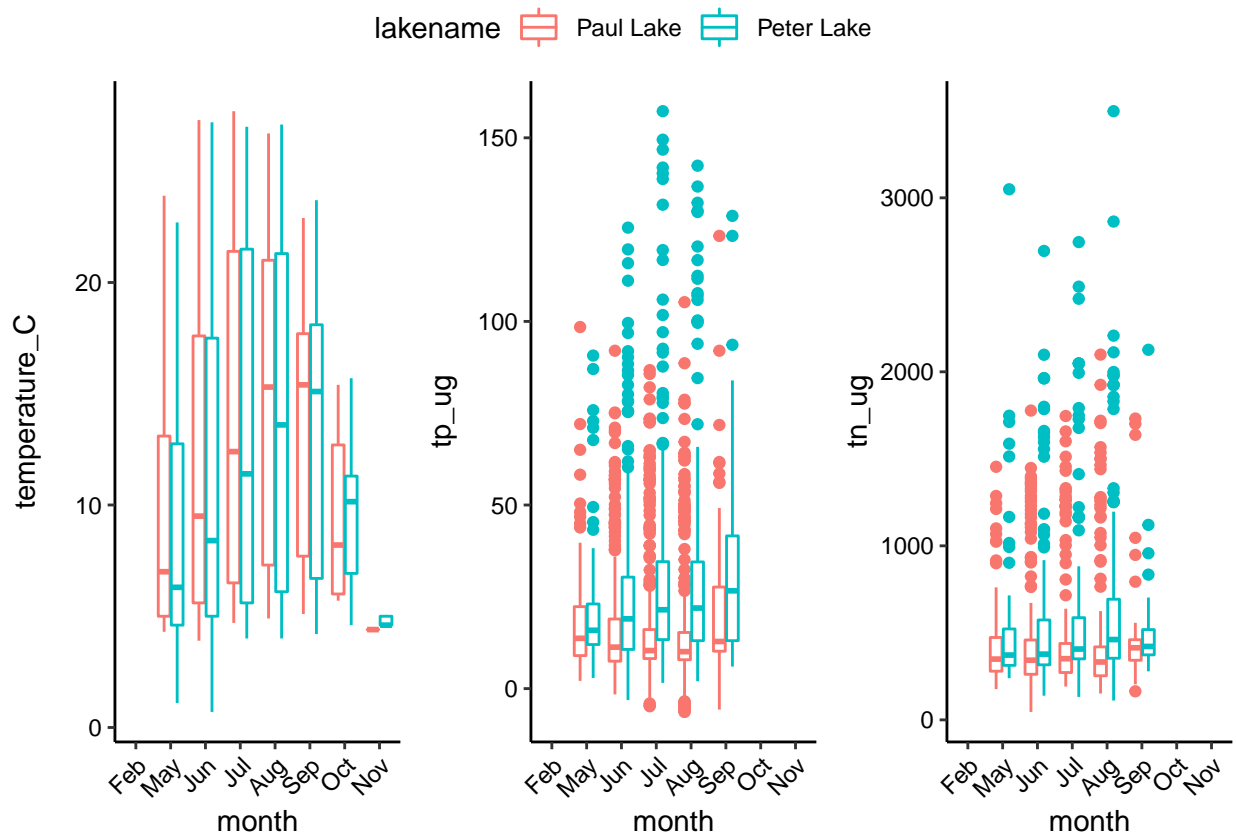 lakename Paul Lake Peter Lake
temperature_C
20
10
0
Feb May Jun Jul Aug Sep Oct Nov
month
tp_ug
150
100
50
0
Feb May Jun Jul Aug Sep Oct Nov
month
tn_ug
3000
2000
1000
0
Feb May Jun Jul Aug Sep Oct Nov
month